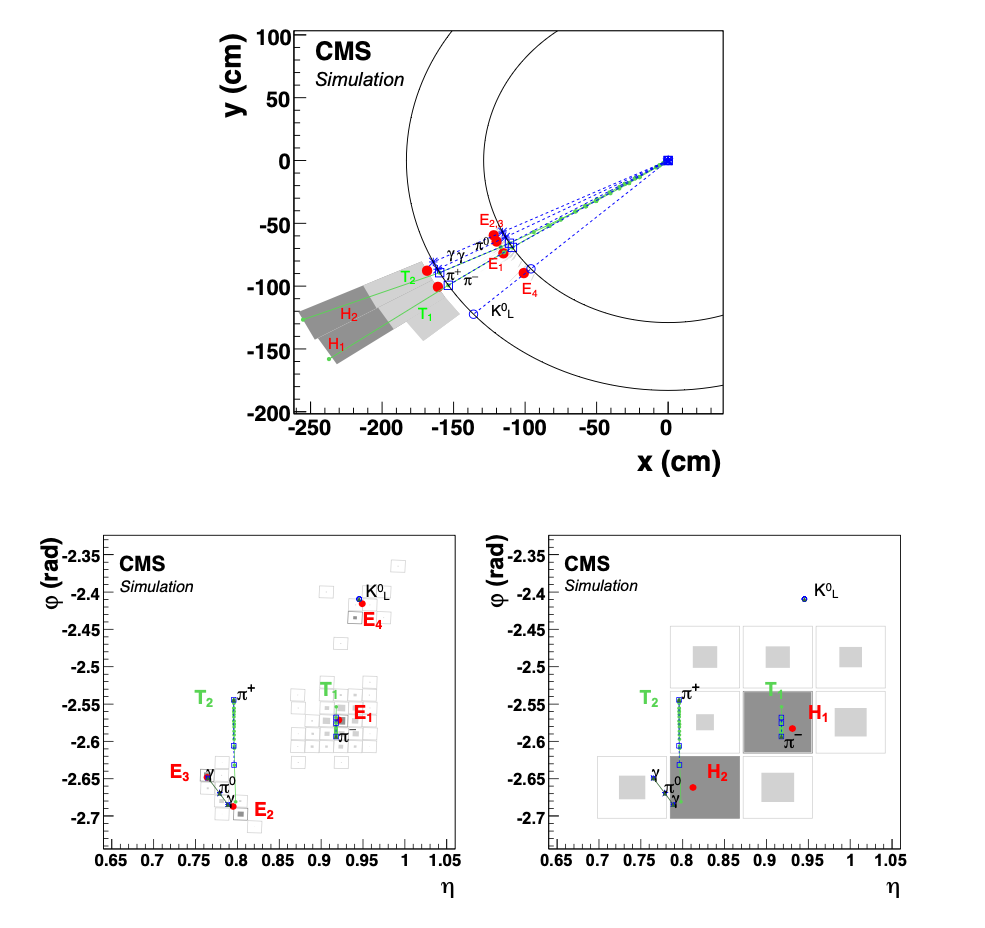 y (cm)
100
50
0
-50
-100
-150
-200
CMS
Simulation
E2,3
π0
γ γ
E1
T2
π+ π−
E4
K0L
T1
H2
H1
-250 -200 -150 -100 -50 0
x (cm)
φ (rad)
-2.35
-2.4
-2.45
-2.5
-2.55
-2.6
-2.65
-2.7
CMS
Simulation
K0L
E4
T2
π+
T1
E1
π−
E3
γ
π0
γ
E2
0.65 0.7 0.75 0.8 0.85 0.9 0.95 1 1.05
η
φ (rad)
-2.35
-2.4
-2.45
-2.5
-2.55
-2.6
-2.65
-2.7
CMS
Simulation
K0L
T2
π+
T1
H1
π−
γ
π0
γ
H2
0.65 0.7 0.75 0.8 0.85 0.9 0.95 1 1.05
η